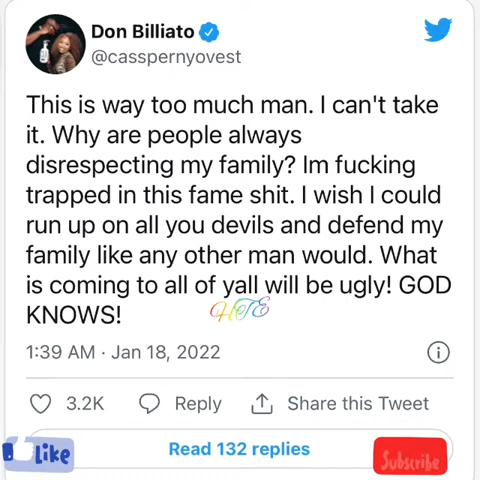 Don Billiato
@casspernyovest
This is way too much man. I can't take
it. Why are people always
disrespecting my family? Im fucking
trapped in this fame shit. I wish I could
run up on all you devils and defend my
family like any other man would. What
is coming to all of yall will be ugly! GOD
KNOWS!
HOTE
1:39 AM · Jan 18, 2022
3.2K Reply Share this Tweet
Read 132 replies
Like
Subscribe